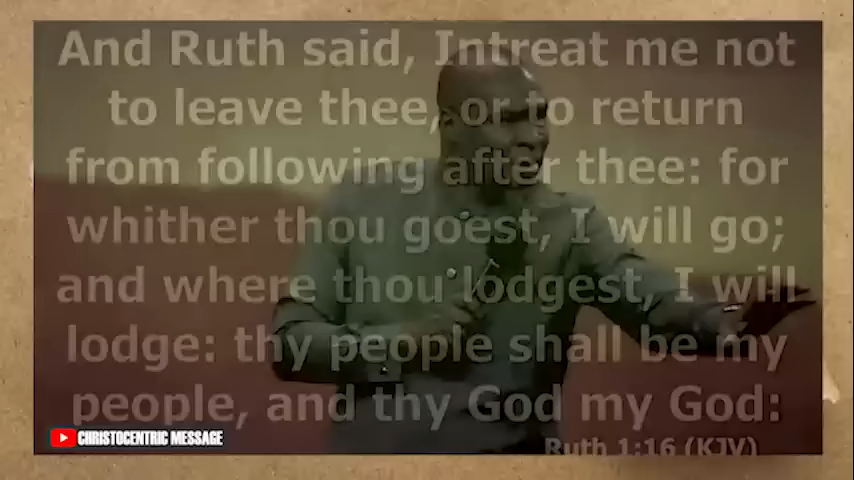 And Ruth said, Intreat me not
to leave thee, or to return
from following after thee: for
whither thou goest, I will go;
and where thou lodgest, I will
lodge: thy people shall be my
people, and thy God my God:
Ruth 1:16 (KJV)
CHRISTOCENTRIC MESSAGE